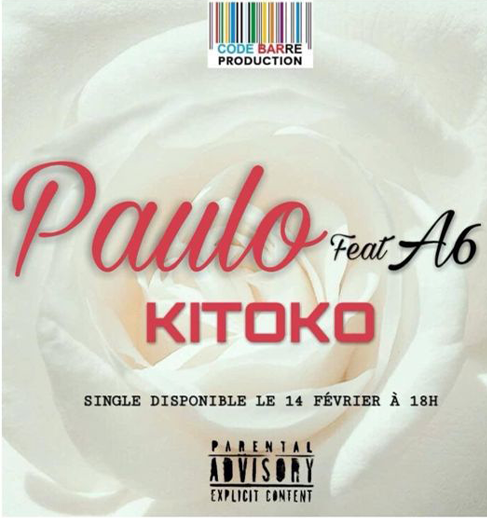 CODE BARRE
PRODUCTION
Paulo Feat A6
KITOKO
SINGLE DISPONIBLE LE 14 FÉVRIER À 18H
PARENTAL
ADVISORY
EXPLICIT CONTENT